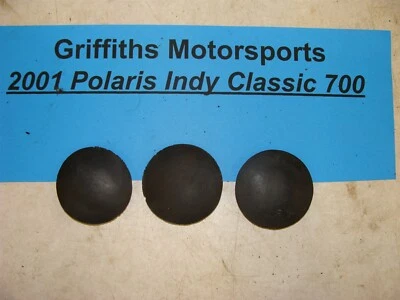 Griffiths Motorsports
2001 Polaris Indy Classic 700